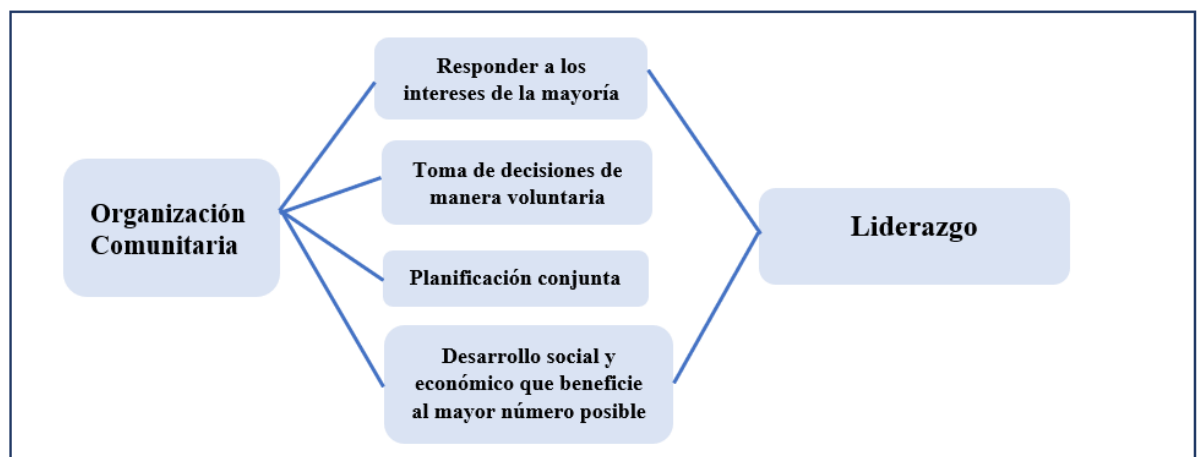 Organización
Comunitaria
Responder a los
intereses de la mayoría
Toma de decisiones de
manera voluntaria
Planificación conjunta
Desarrollo social y
económico que beneficie
al mayor número posible
Liderazgo